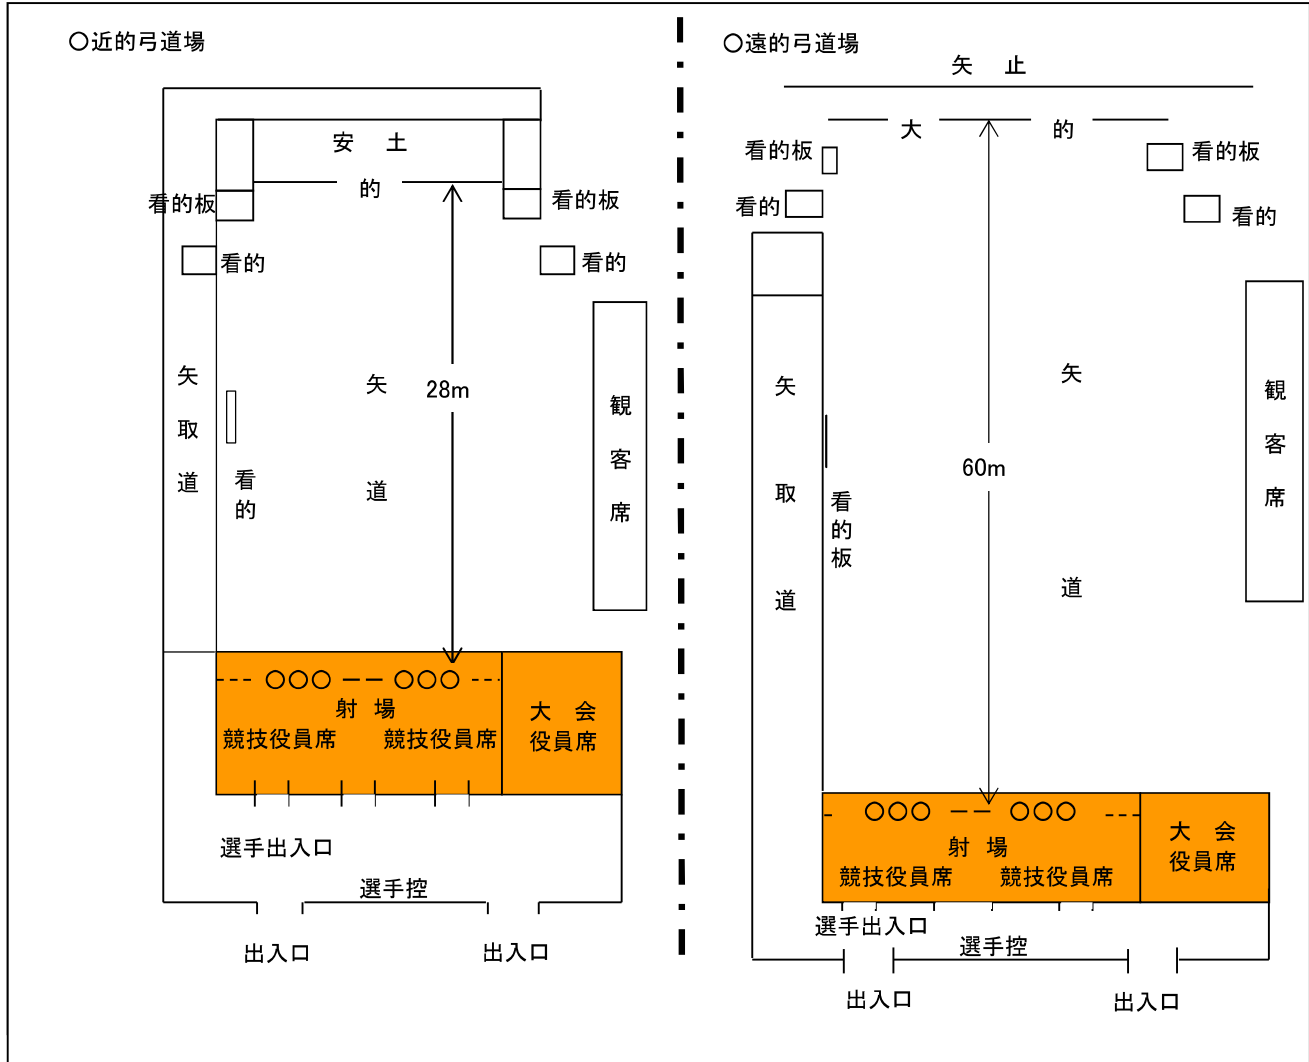 ○近的弓道場
安 土
的
看的板
看的板
看的
看的
矢取道
看的
矢道
28m
観客席
射 場
競技役員席
競技役員席
大 会
役員席
選手出入口
選手控
出入口
出入口
○遠的弓道場
矢 止
大 的
看的板
看的板
看的
看的
矢取道
看的板
矢道
60m
観客席
射 場
競技役員席
競技役員席
大 会
役員席
選手出入口
選手控
出入口
出入口